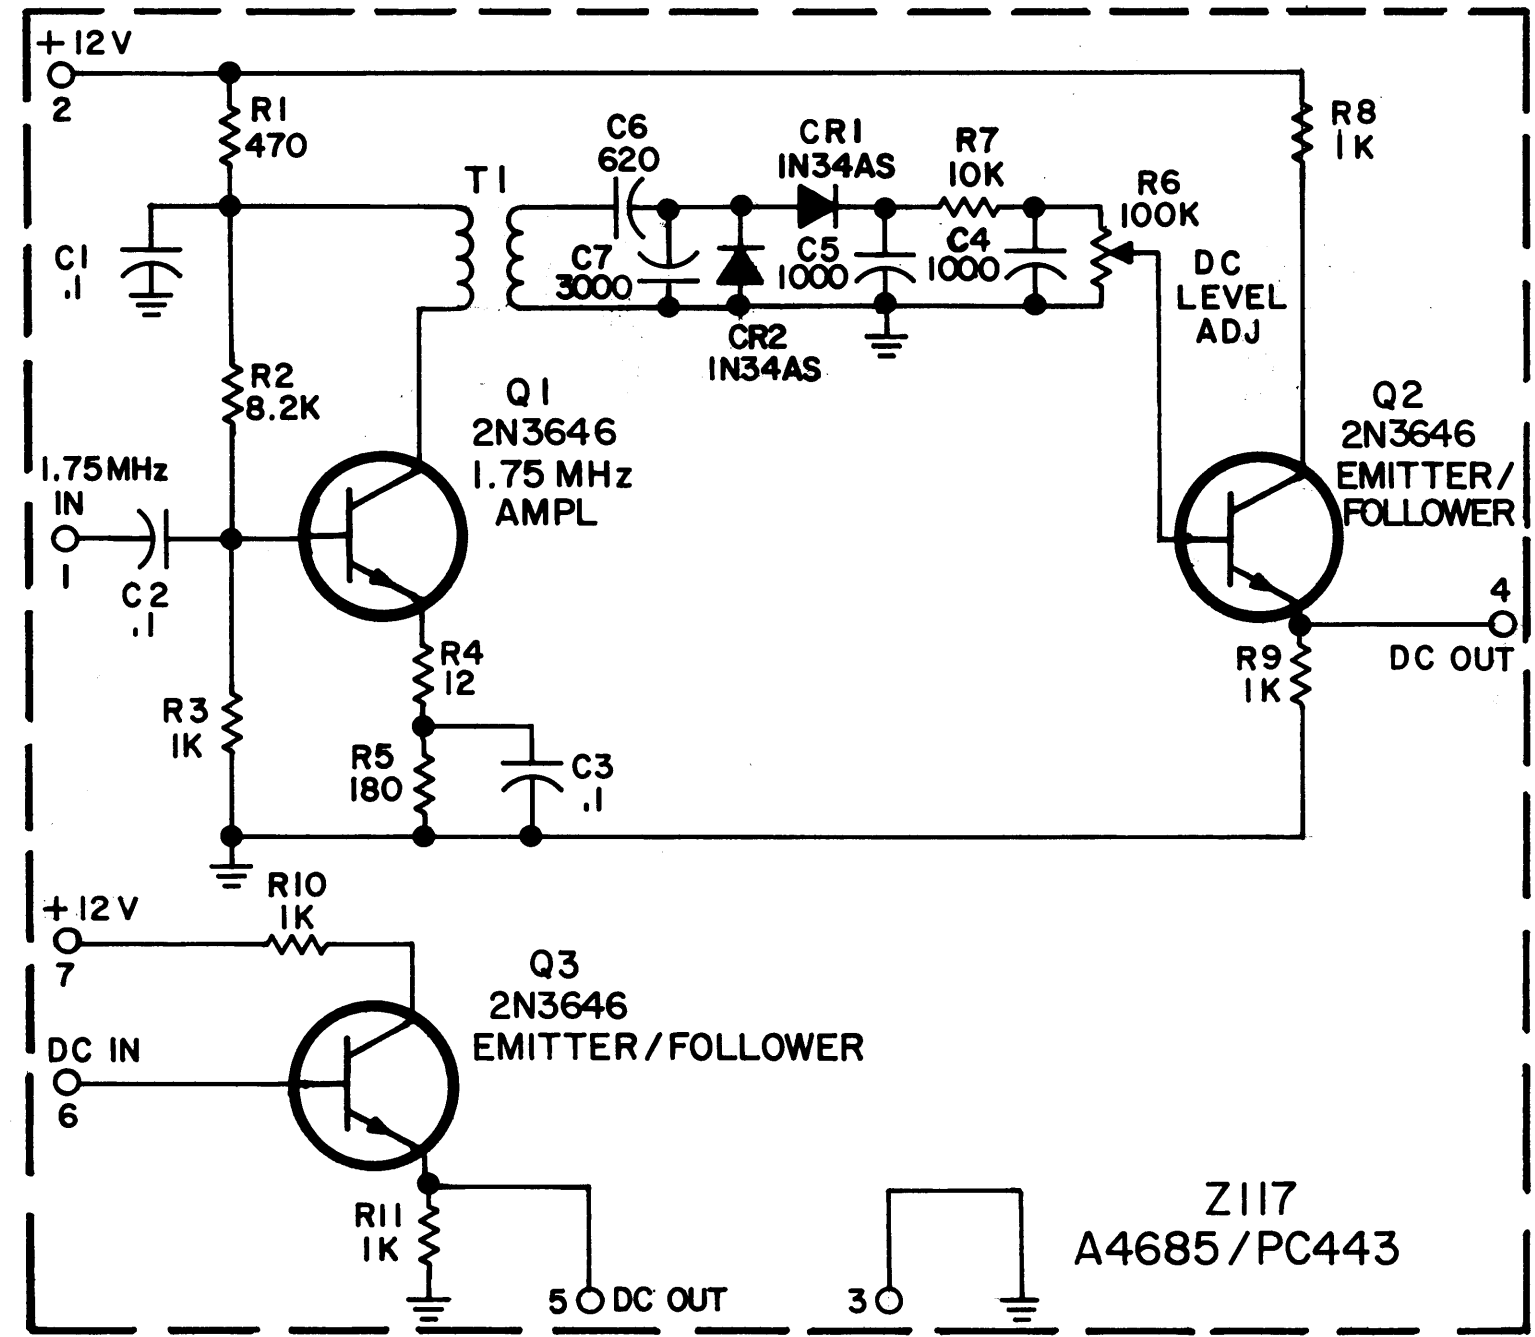 +12V
2
R1
470
C1
.1
T1
C6
620
C7
3000
CR1
1N34AS
CR2
1N34AS
C5
1000
R7
10K
C4
1000
R6
100K
DC
LEVEL
ADJ
R8
1K
R2
8.2K
Q1
2N3646
1.75 MHz
AMPL
1.75MHz
IN
1
C2
.1
R3
1K
R4
12
R5
180
C3
.1
Q2
2N3646
EMITTER/
FOLLOWER
4
DC OUT
R9
1K
+12V
7
R10
1K
Q3
2N3646
EMITTER/FOLLOWER
DC IN
6
R11
1K
5 DC OUT
3
Z117
A4685/PC443